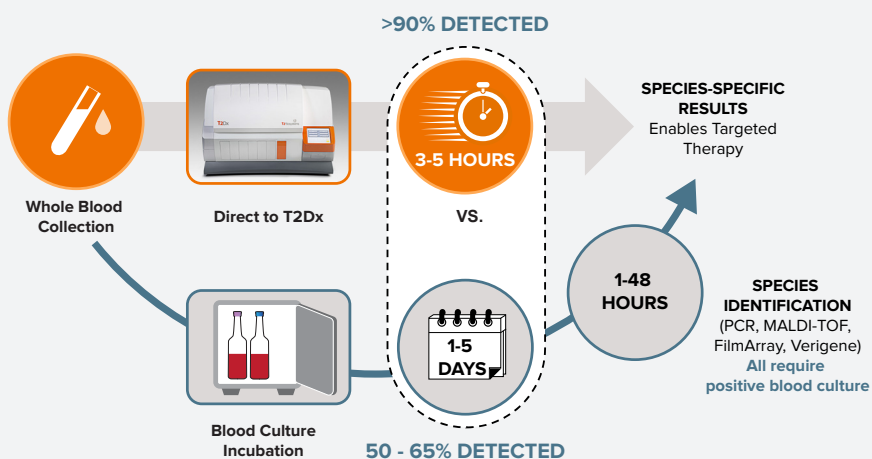 >90% DETECTED
T2Dx
3-5 HOURS
SPECIES-SPECIFIC
RESULTS
Enables Targeted
Therapy
Whole Blood
Collection
Direct to T2Dx
VS.
1-5
DAYS
1-48
HOURS
SPECIES
IDENTIFICATION
(PCR, MALDI-TOF,
FilmArray, Verigene)
All require
positive blood culture
Blood Culture
Incubation
50 - 65% DETECTED